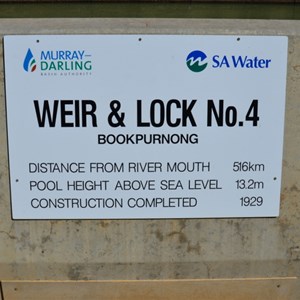 MURRAY–
DARLING
BASIN AUTHORITY
SA Water
WEIR & LOCK No.4
BOOKPURNONG
DISTANCE FROM RIVER MOUTH 516km
POOL HEIGHT ABOVE SEA LEVEL 13.2m
CONSTRUCTION COMPLETED 1929